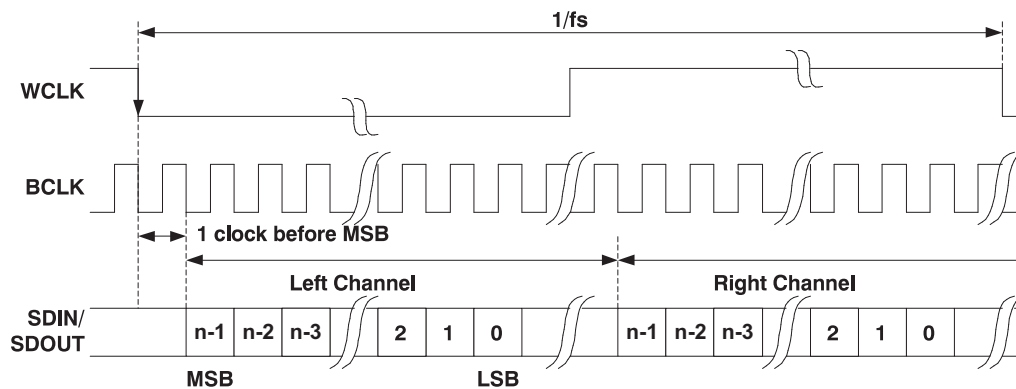 1/fs
WCLK
BCLK
1 clock before MSB
Left Channel
Right Channel
SDIN/
SDOUT
n-1 n-2 n-3 2 1 0 n-1 n-2 n-3 2 1 0
MSB LSB